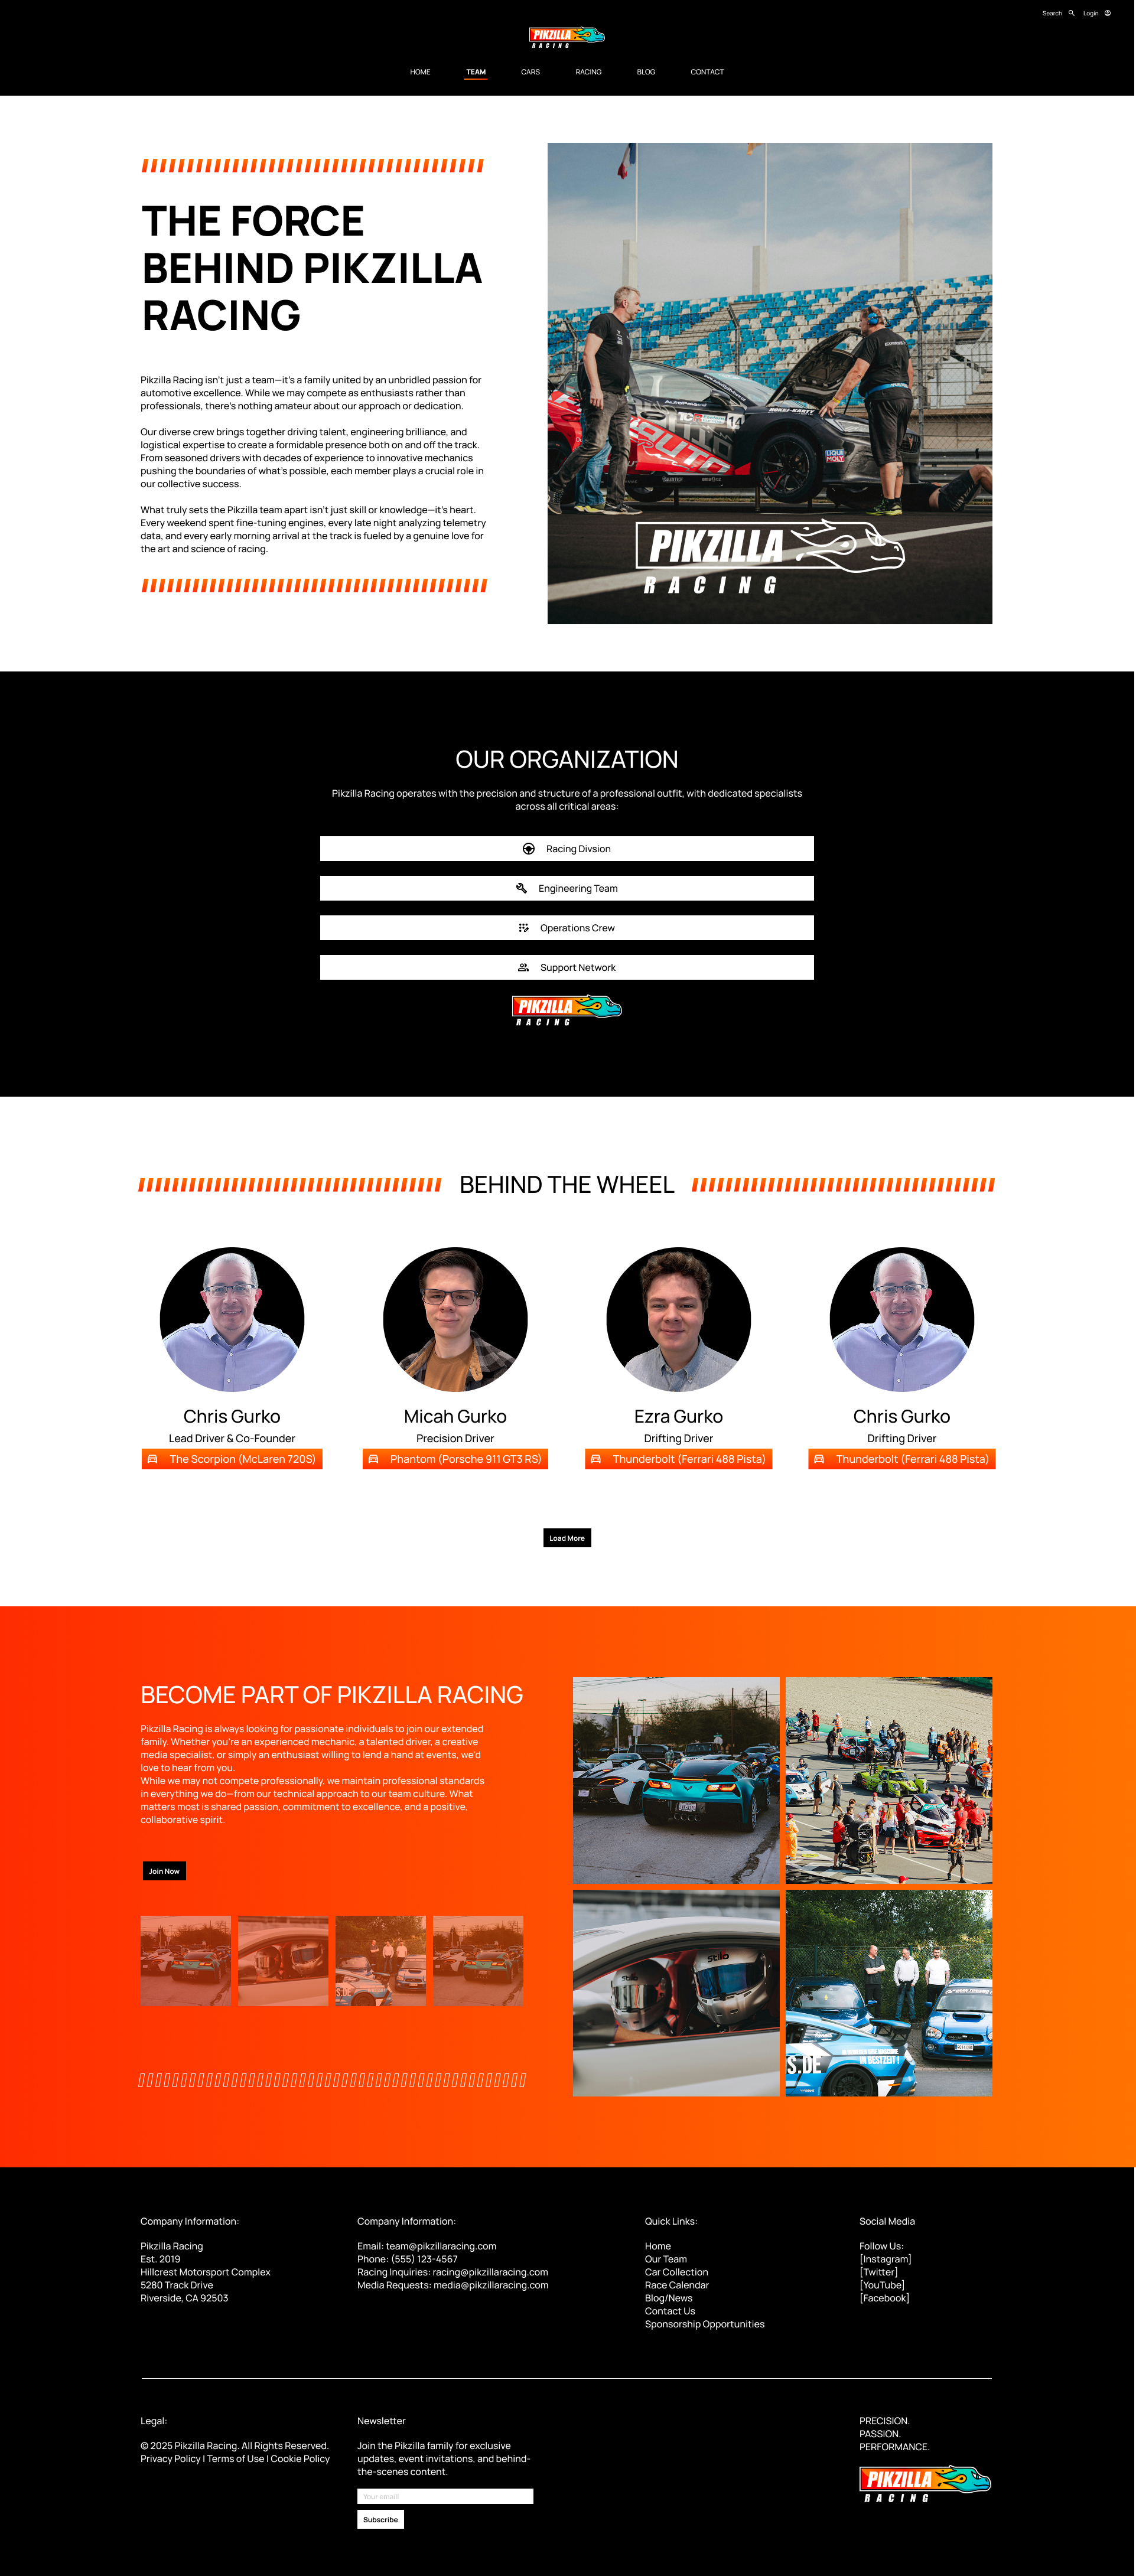 Search Login
PIKZILLA
RACING
HOME TEAM CARS RACING BLOG CONTACT
THE FORCE
BEHIND PIKZILLA
RACING
Pikzilla Racing isn't just a team—it's a family united by an unbridled passion for
automotive excellence. While we may compete as enthusiasts rather than
professionals, there's nothing amateur about our approach or dedication.
Our diverse crew brings together driving talent, engineering brilliance, and
logistical expertise to create a formidable presence both on and off the track.
From seasoned drivers with decades of experience to innovative mechanics
pushing the boundaries of what's possible, each member plays a crucial role in
our collective success.
What truly sets the Pikzilla team apart isn't just skill or knowledge—it's heart.
Every weekend spent fine-tuning engines, every late night analyzing telemetry
data, and every early morning arrival at the track is fueled by a genuine love for
the art and science of racing.
14
LIQUI
MOLY
PIKZILLA
RACING
OUR ORGANIZATION
Pikzilla Racing operates with the precision and structure of a professional outfit, with dedicated specialists
across all critical areas:
Racing Divsion
Engineering Team
Operations Crew
Support Network
PIKZILLA
RACING
BEHIND THE WHEEL
Chris Gurko
Lead Driver & Co-Founder
The Scorpion (McLaren 720S)
Micah Gurko
Precision Driver
Phantom (Porsche 911 GT3 RS)
Ezra Gurko
Drifting Driver
Thunderbolt (Ferrari 488 Pista)
Chris Gurko
Drifting Driver
Thunderbolt (Ferrari 488 Pista)
Load More
BECOME PART OF PIKZILLA RACING
Pikzilla Racing is always looking for passionate individuals to join our extended
family. Whether you're an experienced mechanic, a talented driver, a creative
media specialist, or simply an enthusiast willing to lend a hand at events, we'd
love to hear from you.
While we may not compete professionally, we maintain professional standards
in everything we do—from our technical approach to our team culture. What
matters most is shared passion, commitment to excellence, and a positive,
collaborative spirit.
Join Now
S.DE
stilo
stilo
S.DE
IN BESTZEIT !
Company Information:
Pikzilla Racing
Est. 2019
Hillcrest Motorsport Complex
5280 Track Drive
Riverside, CA 92503
Company Information:
Email: team@pikzillaracing.com
Phone: (555) 123-4567
Racing Inquiries: racing@pikzillaracing.com
Media Requests: media@pikzillaracing.com
Quick Links:
Home
Our Team
Car Collection
Race Calendar
Blog/News
Contact Us
Sponsorship Opportunities
Social Media
Follow Us:
[Instagram]
[Twitter]
[YouTube]
[Facebook]
Legal:
© 2025 Pikzilla Racing. All Rights Reserved.
Privacy Policy | Terms of Use | Cookie Policy
Newsletter
Join the Pikzilla family for exclusive
updates, event invitations, and behind-
the-scenes content.
Your email!
Subscribe
PRECISION.
PASSION.
PERFORMANCE.
PIKZILLA
RACING